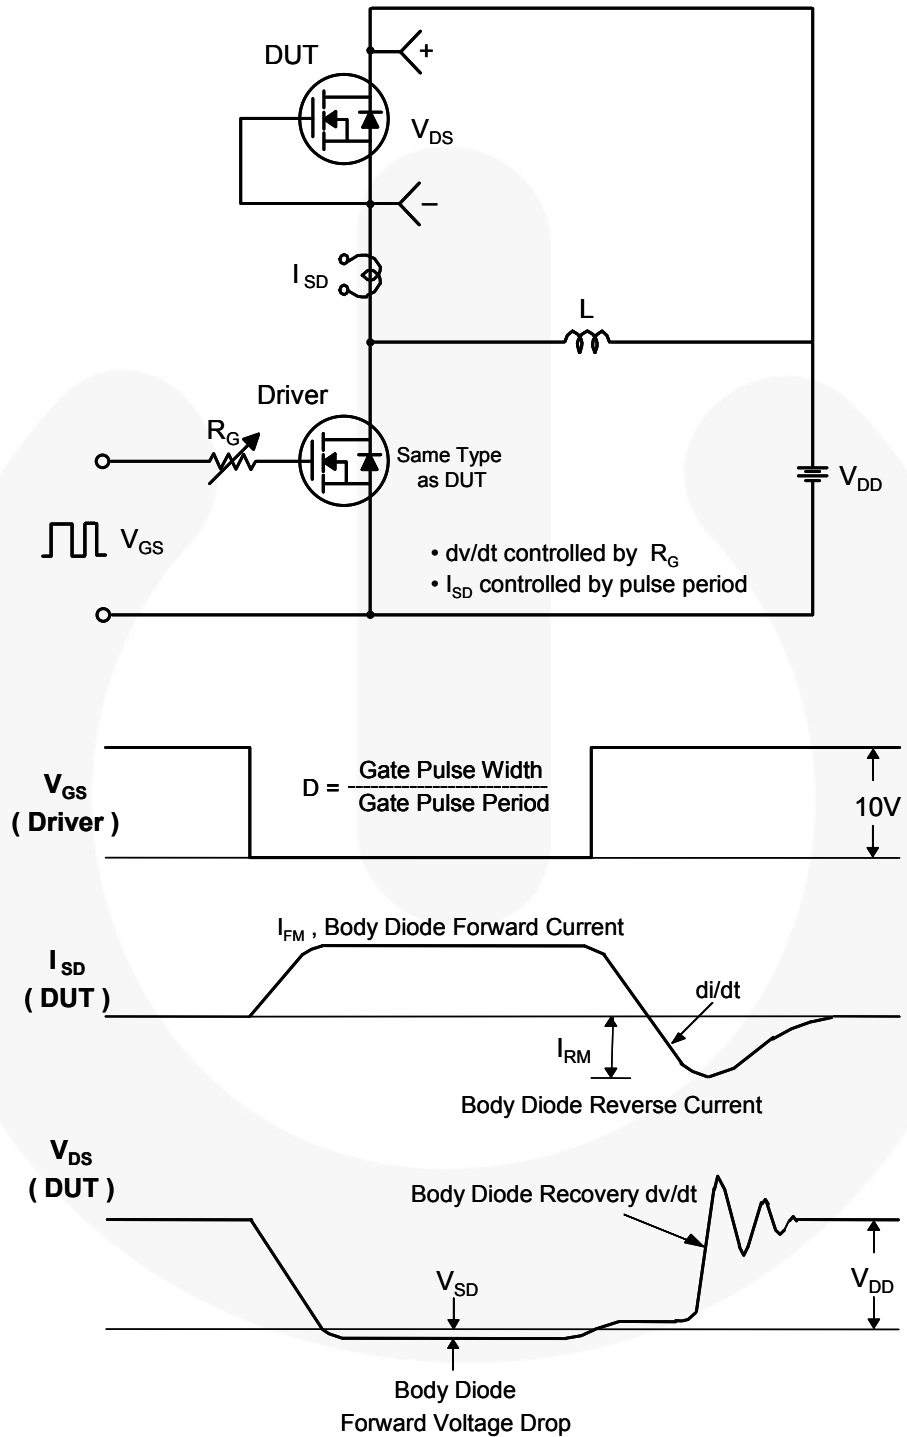 DUT
+
V_DS
−
I_SD
L
Driver
R_G
Same Type
as DUT
V_DD
V_GS
• dv/dt controlled by R_G
• I_SD controlled by pulse period
V_GS
( Driver )
D = Gate Pulse Width
--------------------------
Gate Pulse Period
10V
I_FM , Body Diode Forward Current
I_SD
( DUT )
di/dt
I_RM
Body Diode Reverse Current
V_DS
( DUT )
Body Diode Recovery dv/dt
V_SD
V_DD
Body Diode
Forward Voltage Drop